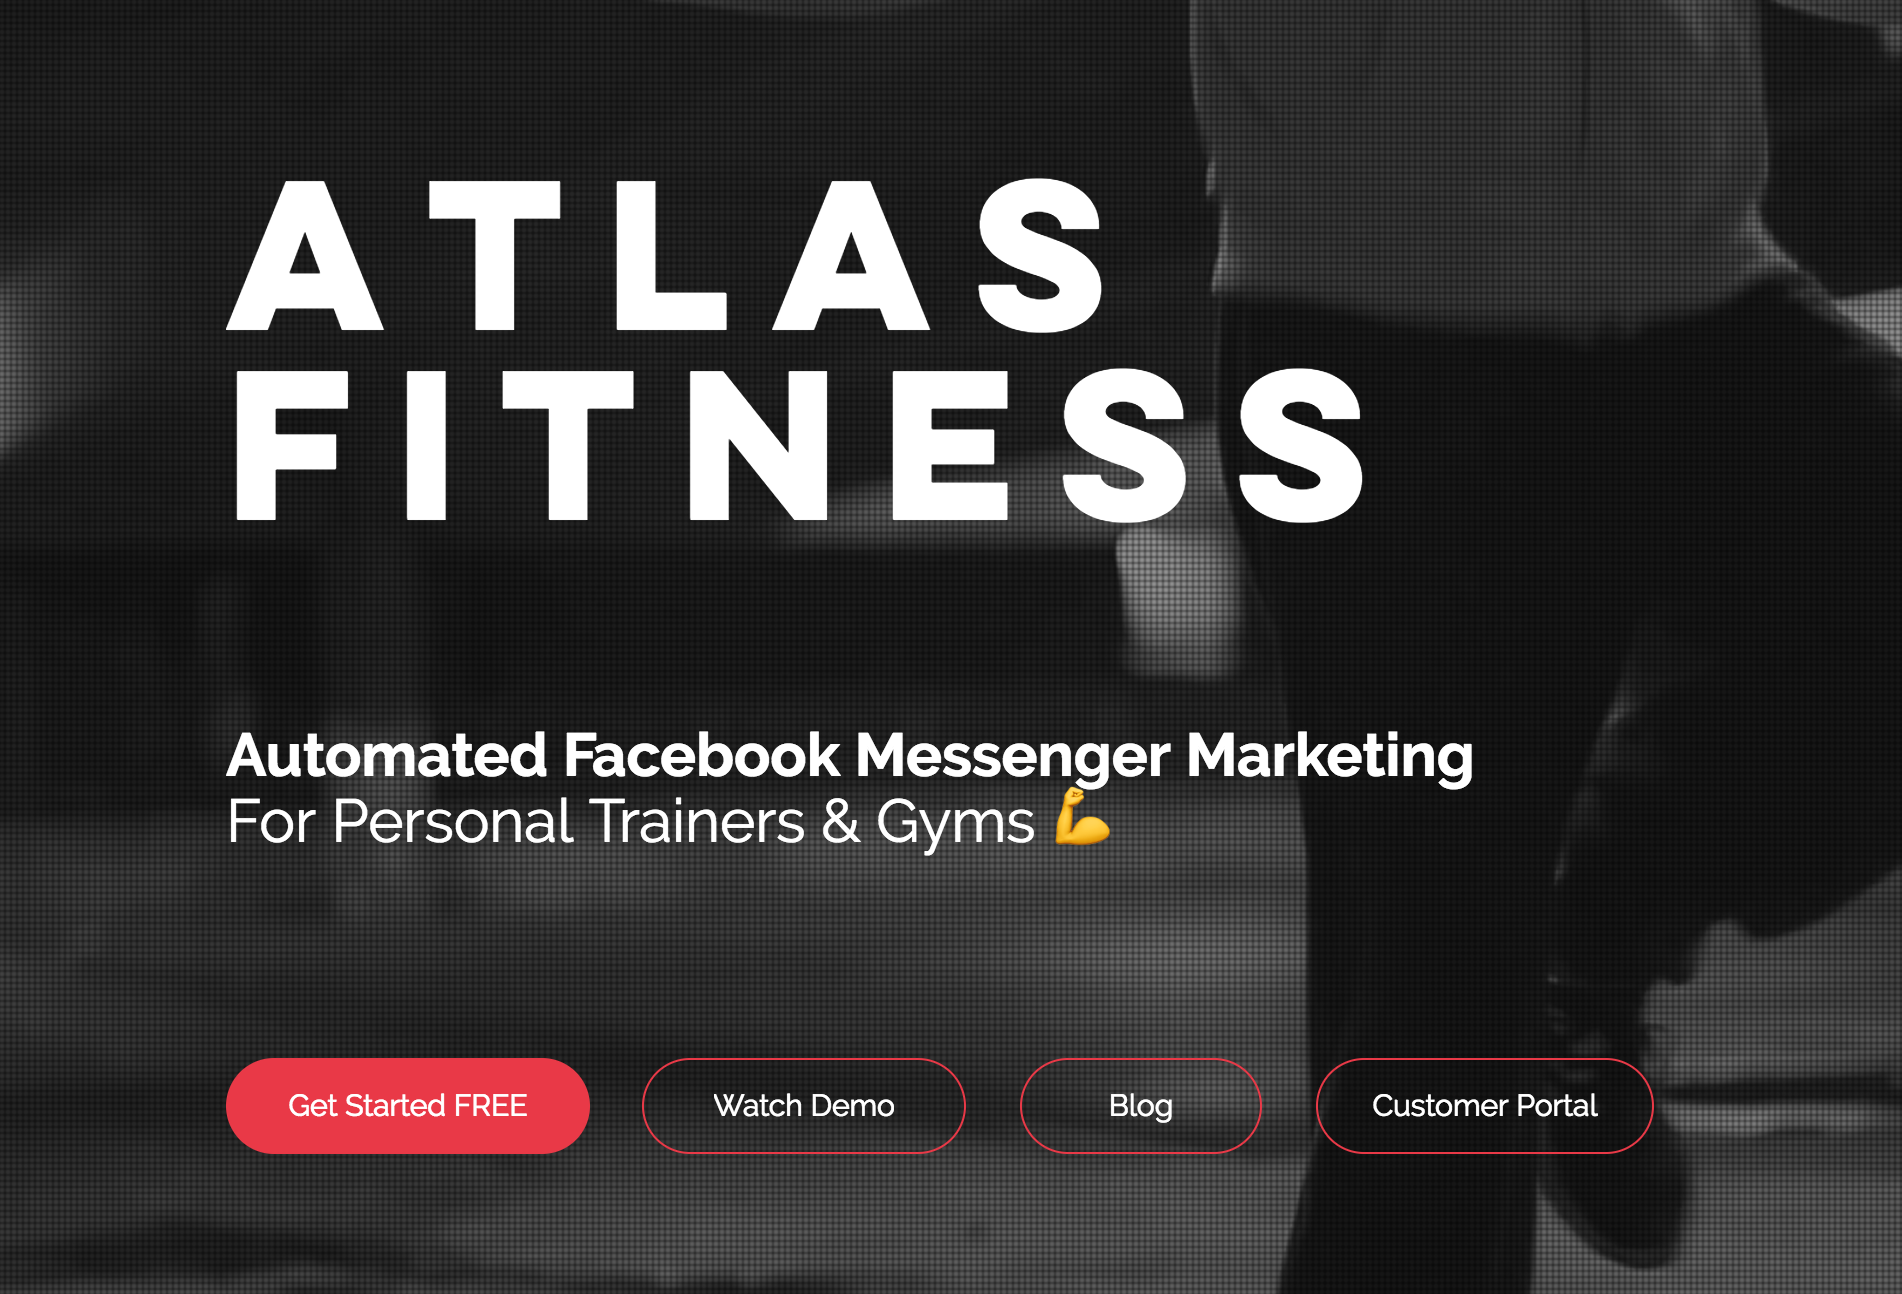 ATLAS
FITNESS
Automated Facebook Messenger Marketing
For Personal Trainers & Gyms 💪
Get Started FREE
Watch Demo
Blog
Customer Portal